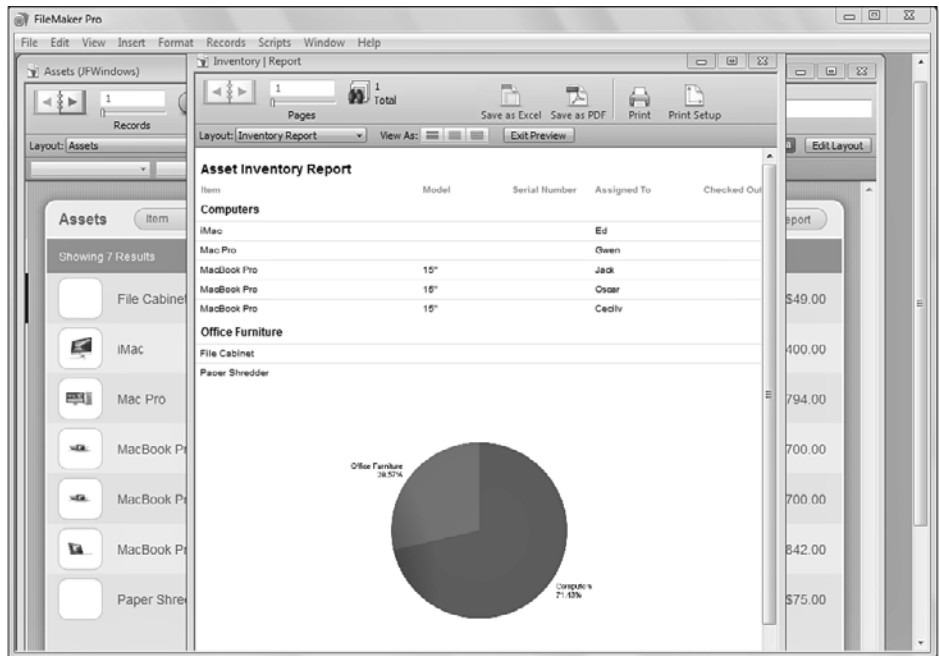 FileMaker Pro
File Edit View Insert Format Records Scripts Window Help
Assets (JFWindows)
Inventory | Report
1
Records
1
Pages
1
Total
Save as Excel Save as PDF Print Print Setup
Layout: Assets
Layout: Inventory Report View As: Exit Preview
Edit Layout
Asset Inventory Report
Item Model Serial Number Assigned To Checked Out
Computers
iMac Ed
Mac Pro Gwen
MacBook Pro 15" Jack
MacBook Pro 15" Oscar
MacBook Pro 15" Cecily
Office Furniture
File Cabinet
Paper Shredder
Office Furniture
28.57%
Computers
71.43%
Assets Item eport
Showing 7 Results
File Cabinet $49.00
iMac 400.00
Mac Pro 794.00
MacBook Pr 700.00
MacBook Pr 700.00
MacBook Pr 842.00
Paper Shre $75.00